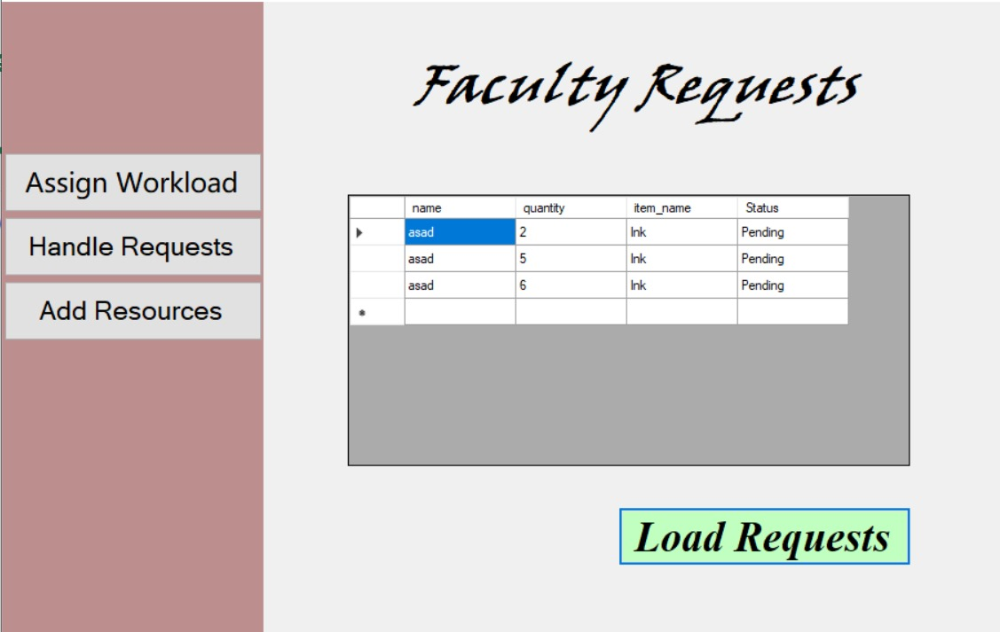 Faculty Requests
Assign Workload
Handle Requests
Add Resources
name quantity item_name Status
asad 2 Ink Pending
asad 5 Ink Pending
asad 6 Ink Pending
Load Requests